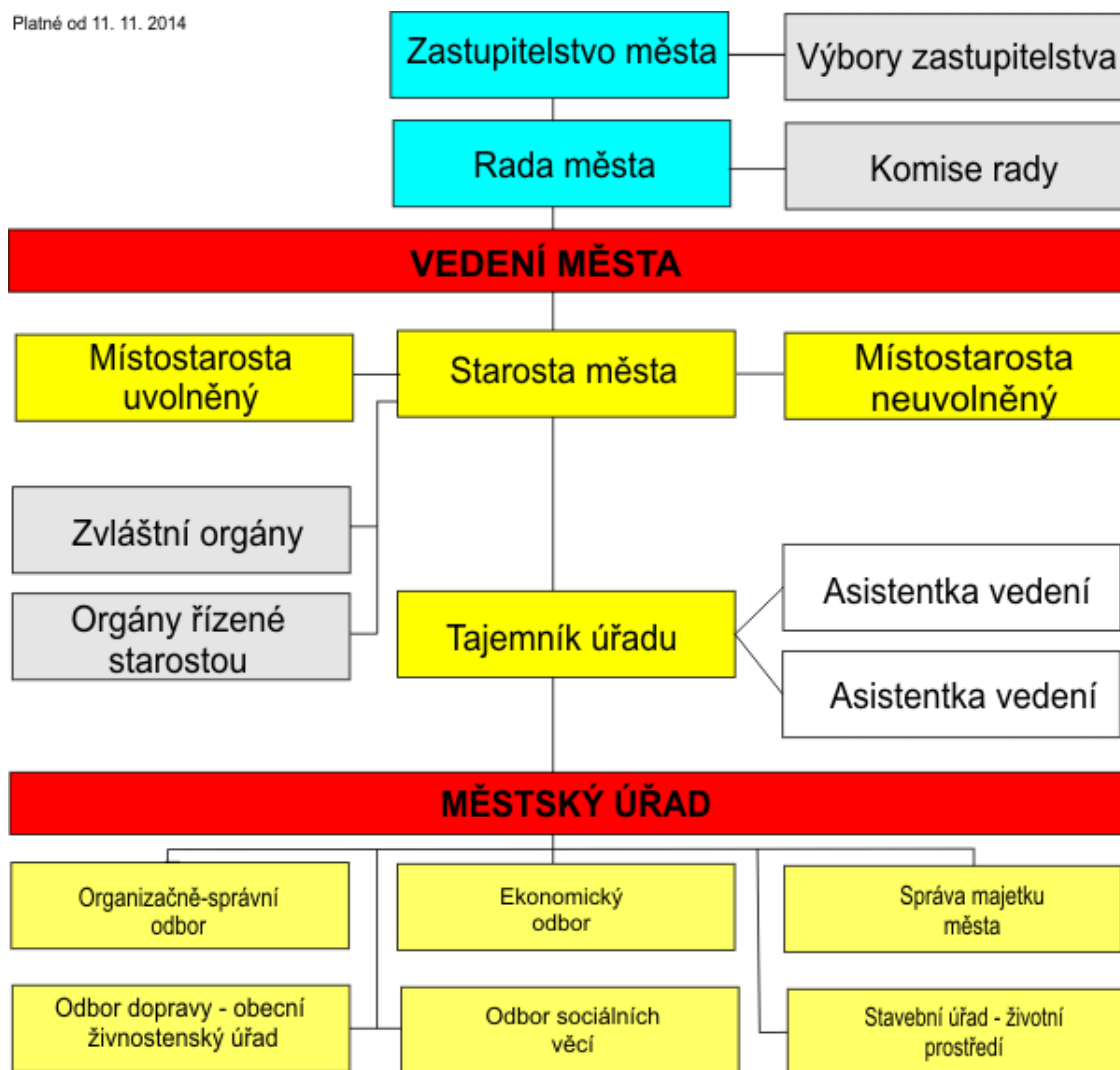 Platné od 11. 11. 2014
Zastupitelstvo města
Výbory zastupitelstva
Rada města
Komise rady
VEDENÍ MĚSTA
Místostarosta
uvolněný
Starosta města
Místostarosta
neuvolněný
Zvláštní orgány
Orgány řízené
starostou
Tajemník úřadu
Asistentka vedení
Asistentka vedení
MĚSTSKÝ ÚŘAD
Organizačně-správní
odbor
Ekonomický
odbor
Správa majetku
města
Odbor dopravy - obecní
živnostenský úřad
Odbor sociálních
věcí
Stavební úřad - životní
prostředí